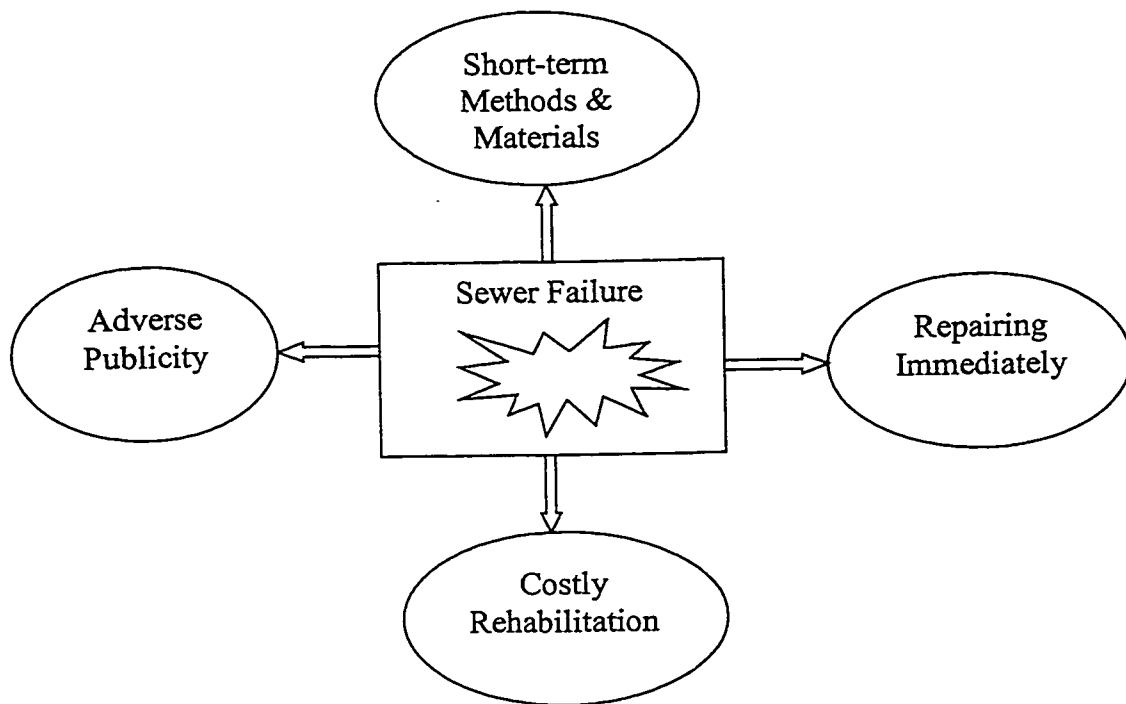 Short-term
Methods &
Materials
Sewer Failure
Adverse
Publicity
Repairing
Immediately
Costly
Rehabilitation